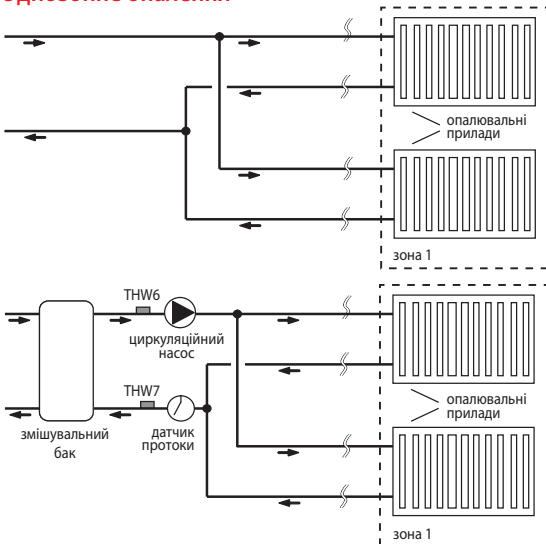 однозонне опалення
опалювальні
прилади
зона 1
THW6
циркуляційний
насос
THW7
змішувальний
бак
датчик
протоки
опалювальні
прилади
зона 1